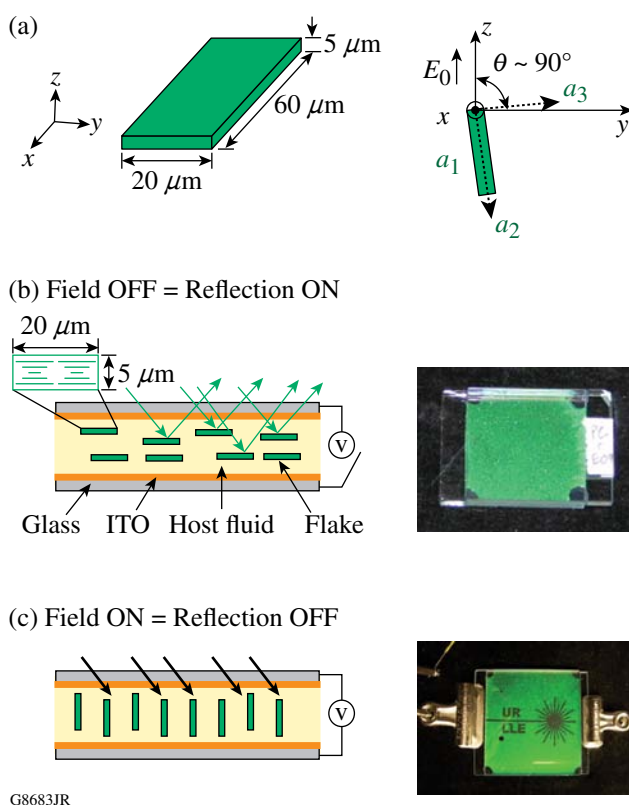 (a)
5 μm
60 μm
20 μm
z
y
x
z
E0
θ ~ 90°
a3
x
y
a1
a2
(b) Field OFF = Reflection ON
20 μm
5 μm
V
Glass
ITO
Host fluid
Flake
PC
(c) Field ON = Reflection OFF
V
UR
LLE
G8683JR